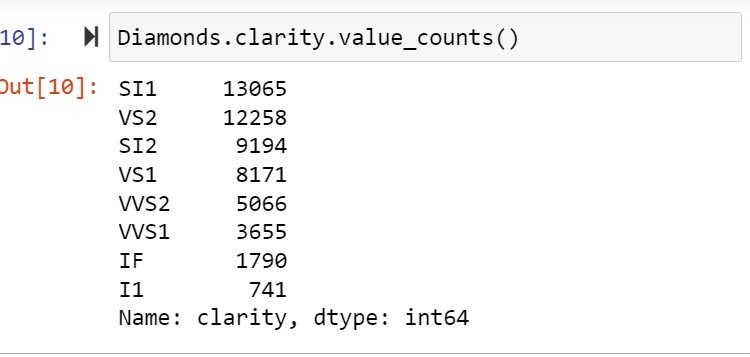 10]: Diamonds.clarity.value_counts()
Out[10]: SI1 13065
VS2 12258
SI2 9194
VS1 8171
VVS2 5066
VVS1 3655
IF 1790
I1 741
Name: clarity, dtype: int64